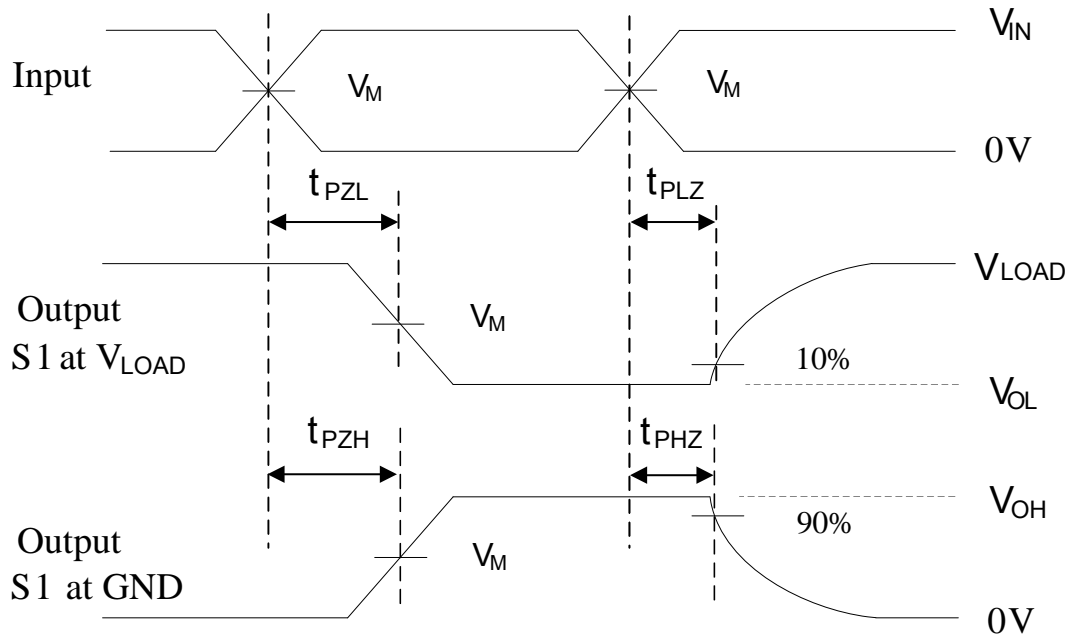 V_IN
Input
V_M
V_M
0V
t_PZL
t_PLZ
V_LOAD
Output
S1 at V_LOAD
V_M
10%
V_OL
t_PZH
t_PHZ
V_OH
90%
Output
S1 at GND
V_M
0V